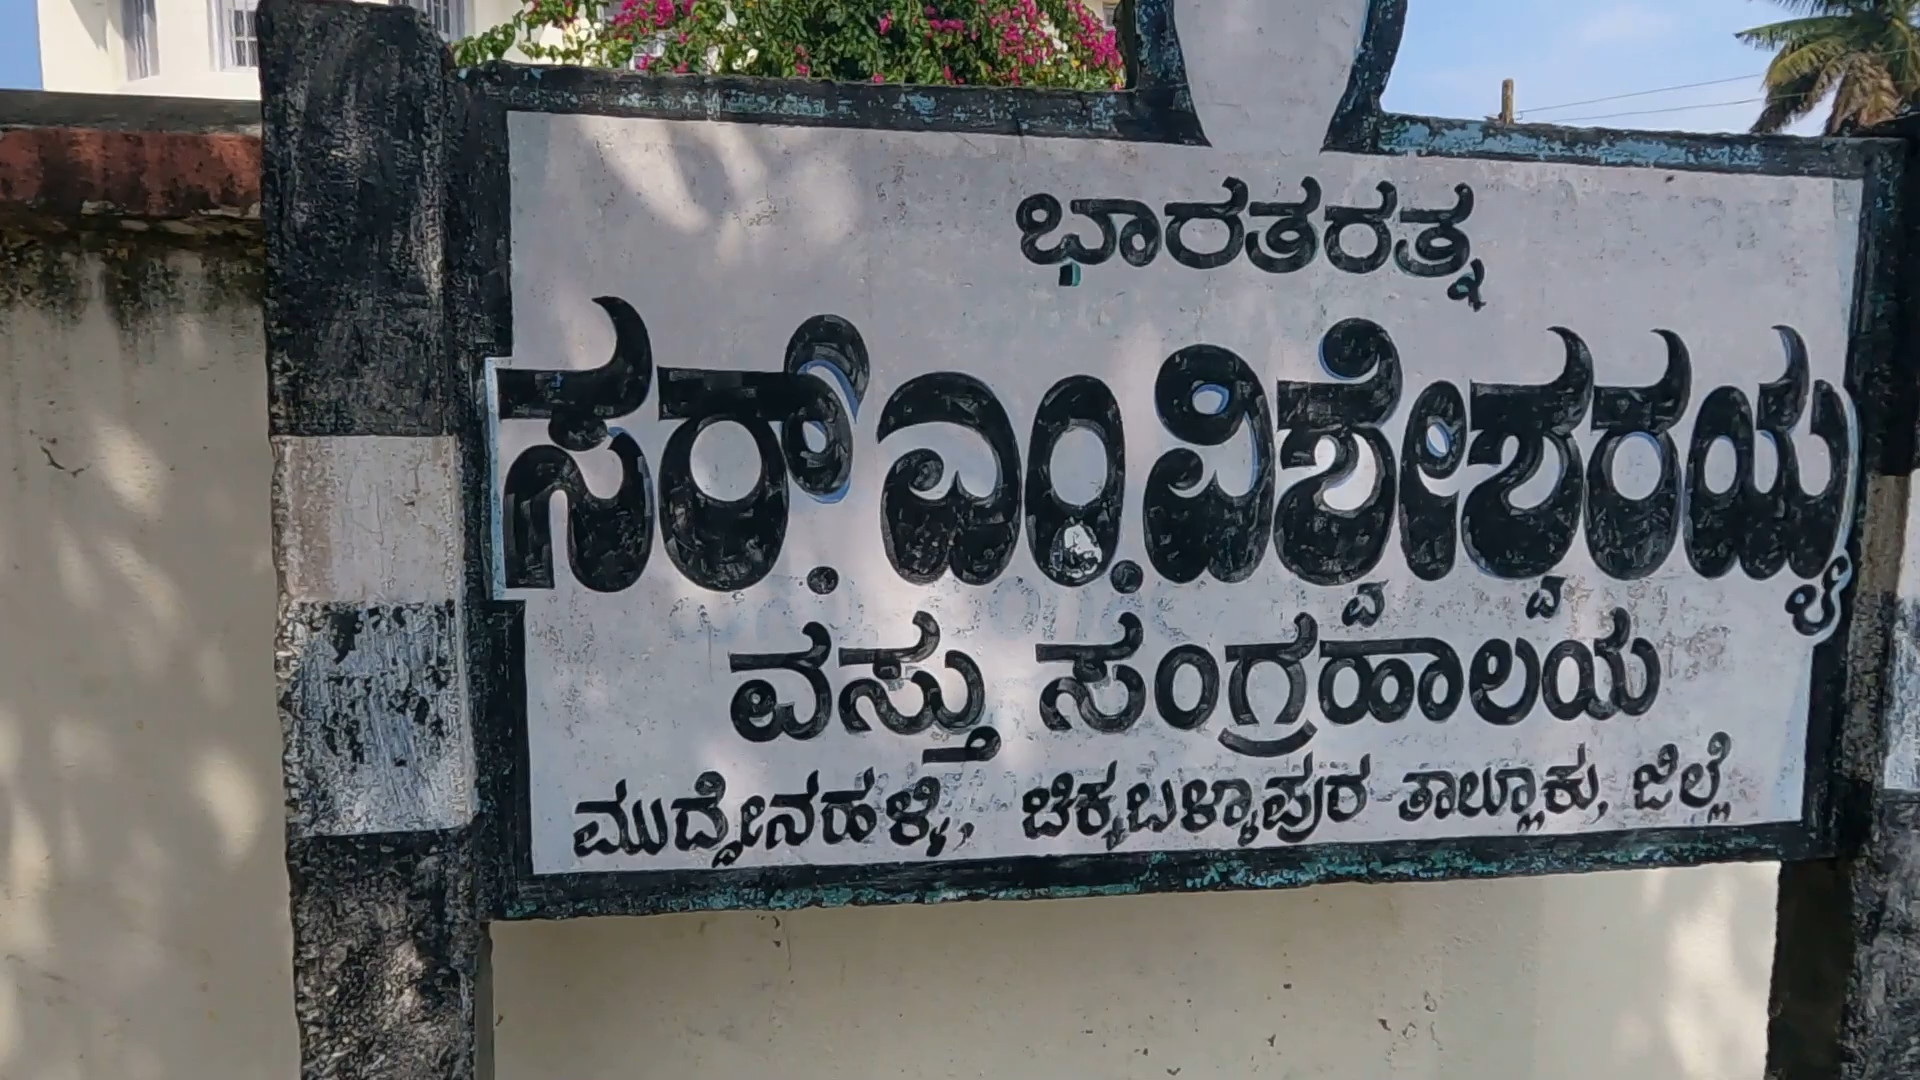 ಭಾರತರತ್ನ
ಸರ್. ಎಂ. ವಿಶ್ವೇಶ್ವರಯ್ಯ
ವಸ್ತು ಸಂಗ್ರಹಾಲಯ
ಮುದ್ದೇನಹಳ್ಳಿ, ಚಿಕ್ಕಬಳ್ಳಾಪುರ ತಾಲ್ಲೂಕು, ಜಿಲ್ಲೆ